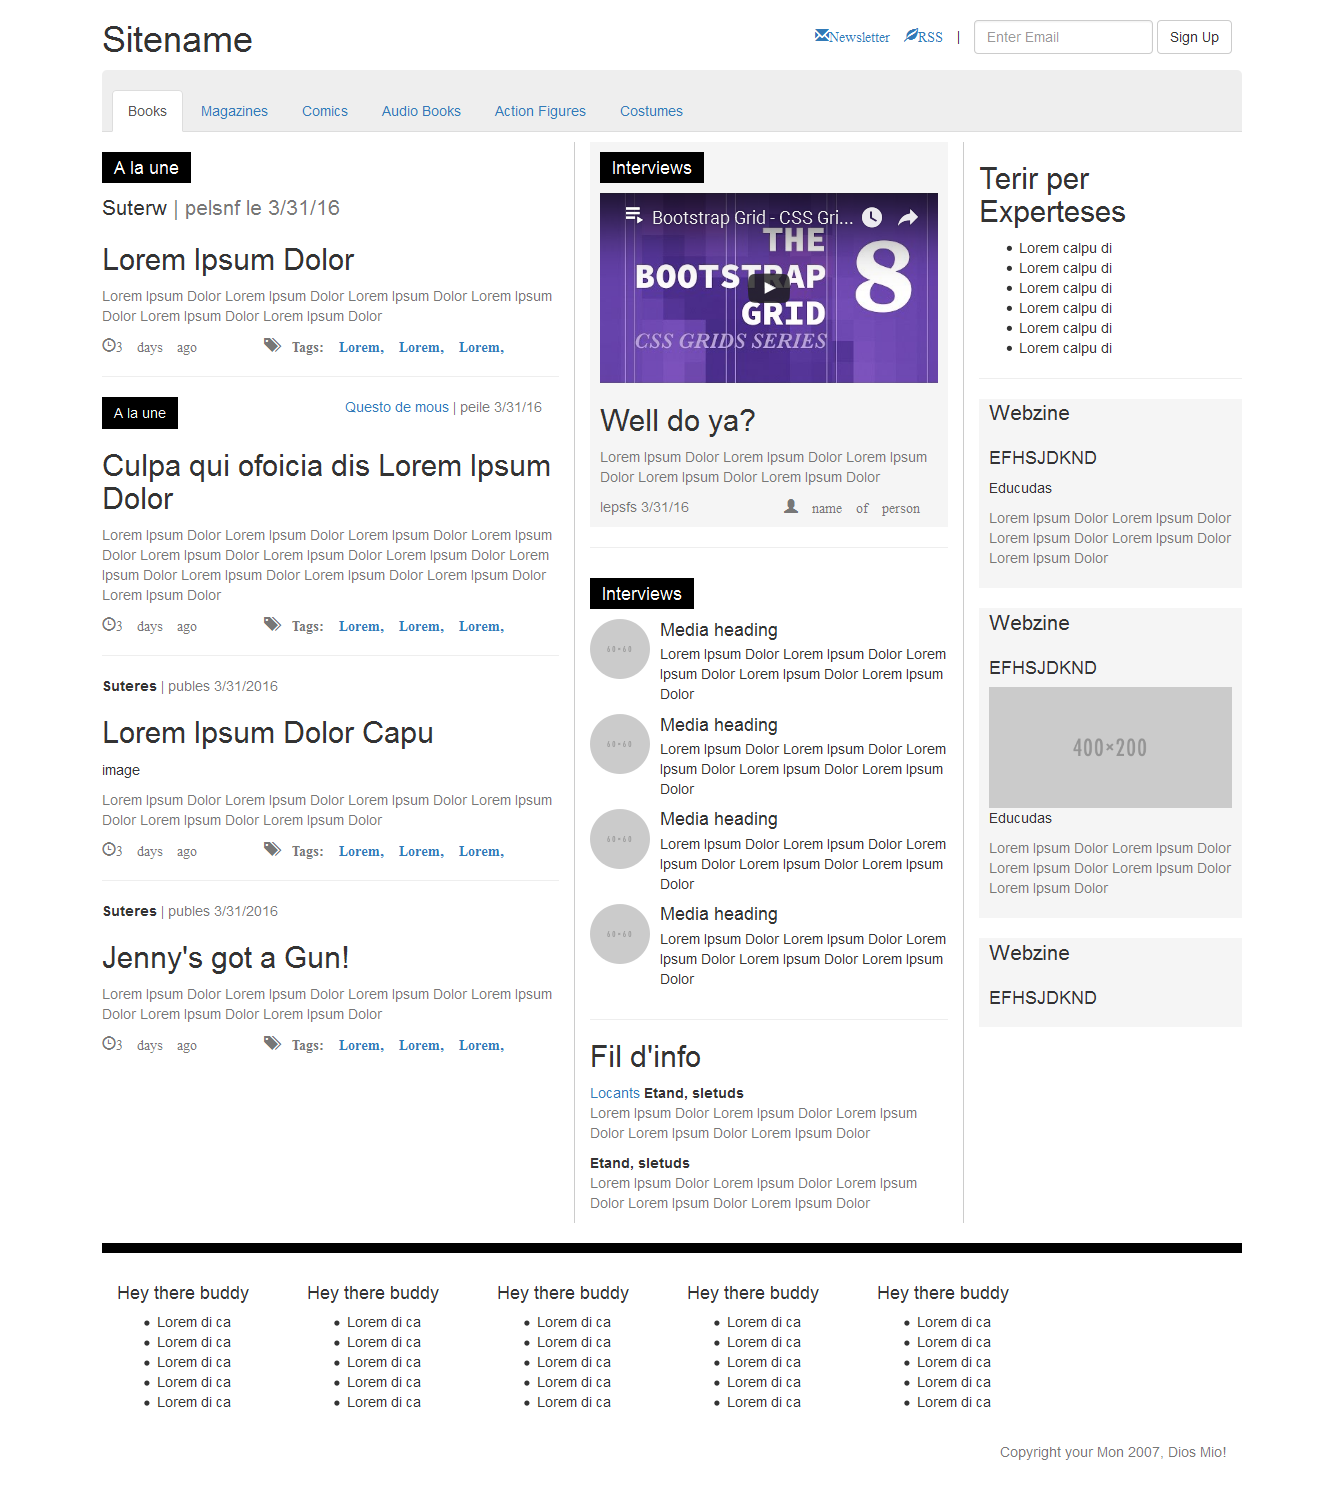 Sitename
Newsletter RSS | Enter Email Sign Up
Books Magazines Comics Audio Books Action Figures Costumes
A la une
Suterw | pelsnf le 3/31/16
Lorem Ipsum Dolor
Lorem Ipsum Dolor Lorem Ipsum Dolor Lorem Ipsum Dolor Lorem Ipsum
Dolor Lorem Ipsum Dolor Lorem Ipsum Dolor
3 days ago Tags: Lorem, Lorem, Lorem,
A la une
Questo de mous | peile 3/31/16
Culpa qui ofoicia dis Lorem Ipsum
Dolor
Lorem Ipsum Dolor Lorem Ipsum Dolor Lorem Ipsum Dolor Lorem Ipsum
Dolor Lorem Ipsum Dolor Lorem Ipsum Dolor Lorem Ipsum Dolor Lorem
Ipsum Dolor Lorem Ipsum Dolor Lorem Ipsum Dolor Lorem Ipsum Dolor
Lorem Ipsum Dolor
3 days ago Tags: Lorem, Lorem, Lorem,
Suteres | publes 3/31/2016
Lorem Ipsum Dolor Capu
image
Lorem Ipsum Dolor Lorem Ipsum Dolor Lorem Ipsum Dolor Lorem Ipsum
Dolor Lorem Ipsum Dolor Lorem Ipsum Dolor
3 days ago Tags: Lorem, Lorem, Lorem,
Suteres | publes 3/31/2016
Jenny's got a Gun!
Lorem Ipsum Dolor Lorem Ipsum Dolor Lorem Ipsum Dolor Lorem Ipsum
Dolor Lorem Ipsum Dolor Lorem Ipsum Dolor
3 days ago Tags: Lorem, Lorem, Lorem,
Interviews
Bootstrap Grid - CSS Gri...
THE
BOOTSTRAP
GRID
8
CSS GRIDS SERIES
Well do ya?
Lorem Ipsum Dolor Lorem Ipsum Dolor Lorem Ipsum
Dolor Lorem Ipsum Dolor Lorem Ipsum Dolor
lepsfs 3/31/16 name of person
Interviews
60×60
Media heading
Lorem Ipsum Dolor Lorem Ipsum Dolor Lorem Ipsum
Ipsum Dolor Lorem Ipsum Dolor Lorem Ipsum
Dolor
60×60
Media heading
Lorem Ipsum Dolor Lorem Ipsum Dolor Lorem
Ipsum Dolor Lorem Ipsum Dolor Lorem Ipsum
Dolor
60×60
Media heading
Lorem Ipsum Dolor Lorem Ipsum Dolor Lorem
Ipsum Dolor Lorem Ipsum Dolor Lorem Ipsum
Dolor
60×60
Media heading
Lorem Ipsum Dolor Lorem Ipsum Dolor Lorem
Ipsum Dolor Lorem Ipsum Dolor Lorem Ipsum
Dolor
Fil d'info
Locants Etand, sletuds
Lorem Ipsum Dolor Lorem Ipsum Dolor Lorem Ipsum
Dolor Lorem Ipsum Dolor Lorem Ipsum Dolor
Etand, sletuds
Lorem Ipsum Dolor Lorem Ipsum Dolor Lorem Ipsum
Dolor Lorem Ipsum Dolor Lorem Ipsum Dolor
Terir per
Experteses
Lorem calpu di
Lorem calpu di
Lorem calpu di
Lorem calpu di
Lorem calpu di
Lorem calpu di
Webzine
EFHSJDKND
Educudas
Lorem Ipsum Dolor Lorem Ipsum Dolor
Lorem Ipsum Dolor Lorem Ipsum Dolor
Lorem Ipsum Dolor
Webzine
EFHSJDKND
400×200
Educudas
Lorem Ipsum Dolor Lorem Ipsum Dolor
Lorem Ipsum Dolor Lorem Ipsum Dolor
Lorem Ipsum Dolor
Webzine
EFHSJDKND
Hey there buddy
Lorem di ca
Lorem di ca
Lorem di ca
Lorem di ca
Lorem di ca
Hey there buddy
Lorem di ca
Lorem di ca
Lorem di ca
Lorem di ca
Lorem di ca
Hey there buddy
Lorem di ca
Lorem di ca
Lorem di ca
Lorem di ca
Lorem di ca
Hey there buddy
Lorem di ca
Lorem di ca
Lorem di ca
Lorem di ca
Lorem di ca
Hey there buddy
Lorem di ca
Lorem di ca
Lorem di ca
Lorem di ca
Lorem di ca
Copyright your Mon 2007, Dios Mio!